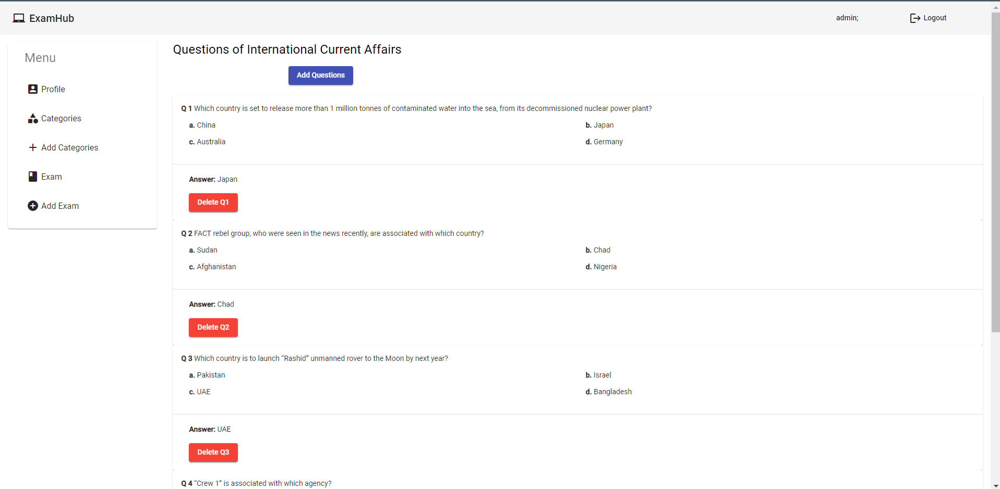 ExamHub
admin;
Logout
Menu
Profile
Categories
Add Categories
Exam
Add Exam
Questions of International Current Affairs
Add Questions
Q 1 Which country is set to release more than 1 million tonnes of contaminated water into the sea, from its decommissioned nuclear power plant?
a. China
b. Japan
c. Australia
d. Germany
Answer: Japan
Delete Q1
Q 2 FACT rebel group, who were seen in the news recently, are associated with which country?
a. Sudan
b. Chad
c. Afghanistan
d. Nigeria
Answer: Chad
Delete Q2
Q 3 Which country is to launch “Rashid” unmanned rover to the Moon by next year?
a. Pakistan
b. Israel
c. UAE
d. Bangladesh
Answer: UAE
Delete Q3
Q 4 “Crew 1” is associated with which agency?